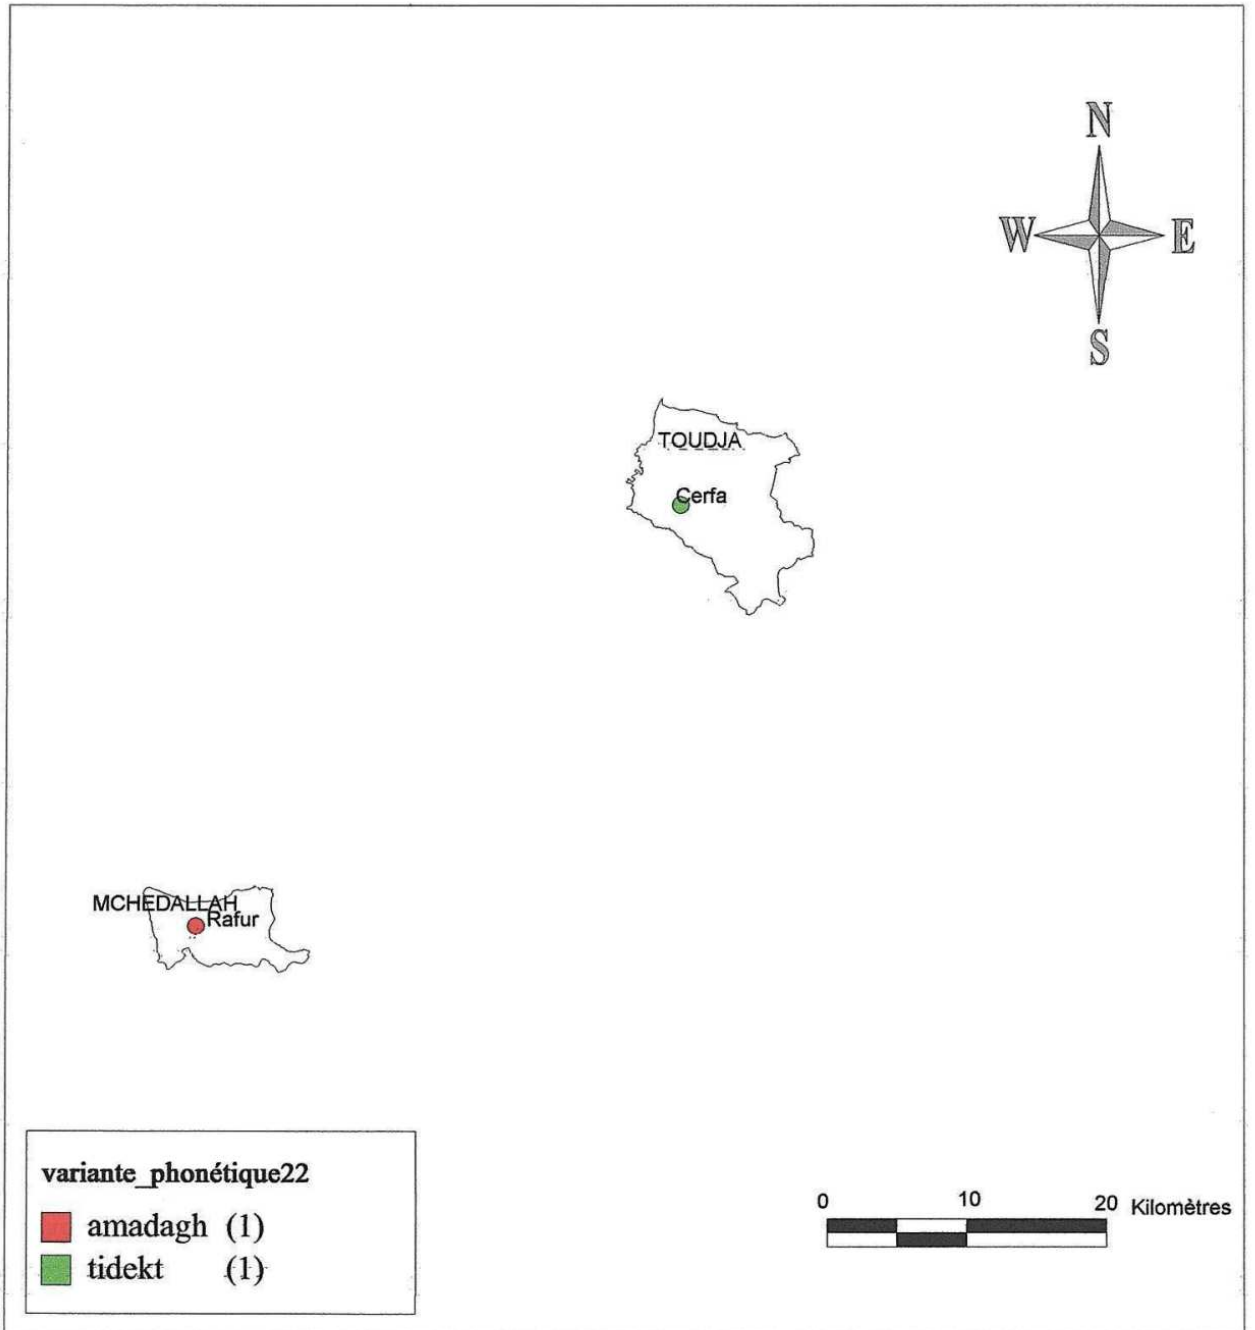 N
W E
S
TOUDJA
Cerfa
MCHEDALLAH
Rafur
variante_phonétique22
amadagh (1)
tidekt (1)
0 10 20 Kilomètres